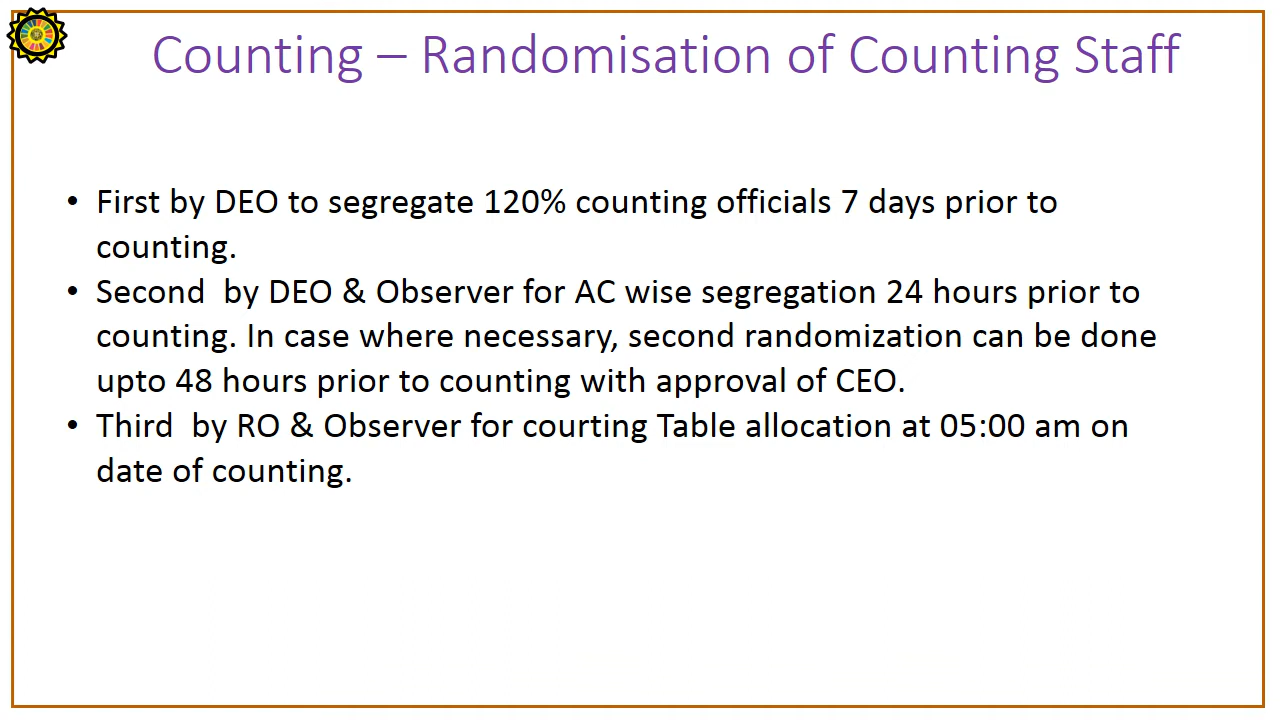 Counting – Randomisation of Counting Staff
• First by DEO to segregate 120% counting officials 7 days prior to
counting.
• Second  by DEO & Observer for AC wise segregation 24 hours prior to
counting. In case where necessary, second randomization can be done
upto 48 hours prior to counting with approval of CEO.
• Third  by RO & Observer for courting Table allocation at 05:00 am on
date of counting.